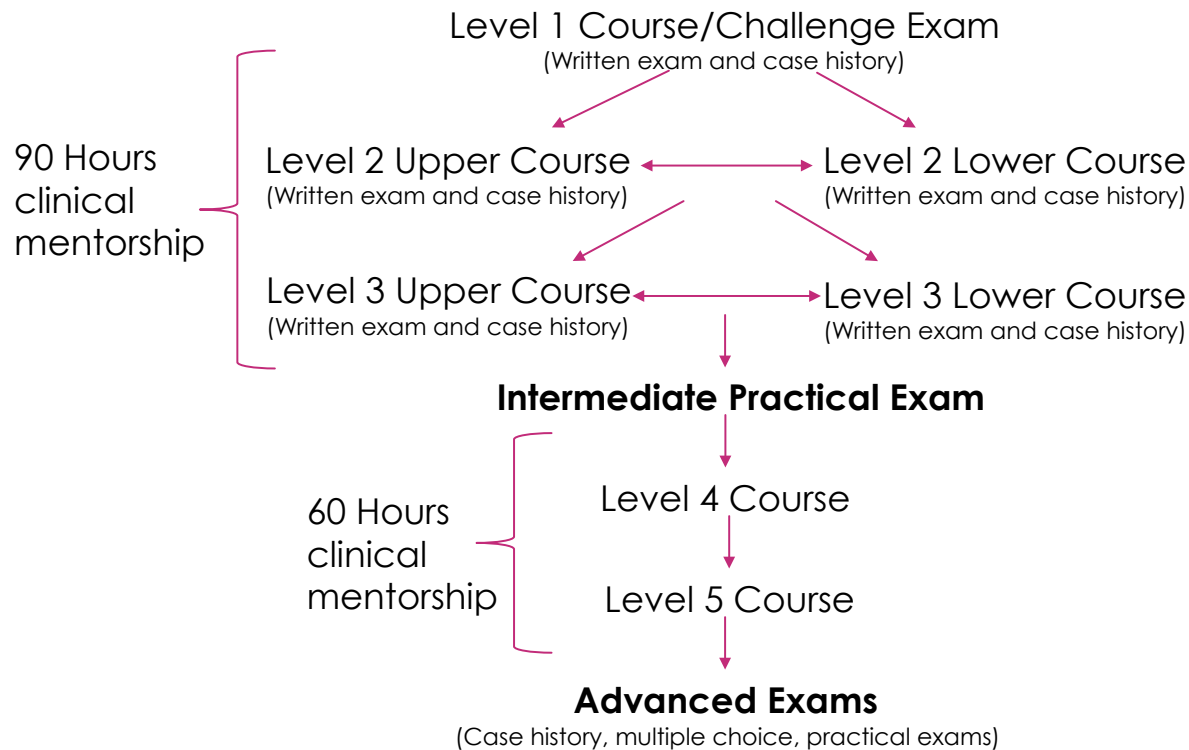 Level 1 Course/Challenge Exam
(Written exam and case history)
90 Hours
clinical
mentorship
Level 2 Upper Course
(Written exam and case history)
Level 2 Lower Course
(Written exam and case history)
Level 3 Upper Course
(Written exam and case history)
Level 3 Lower Course
(Written exam and case history)
Intermediate Practical Exam
60 Hours
clinical
mentorship
Level 4 Course
Level 5 Course
Advanced Exams
(Case history, multiple choice, practical exams)